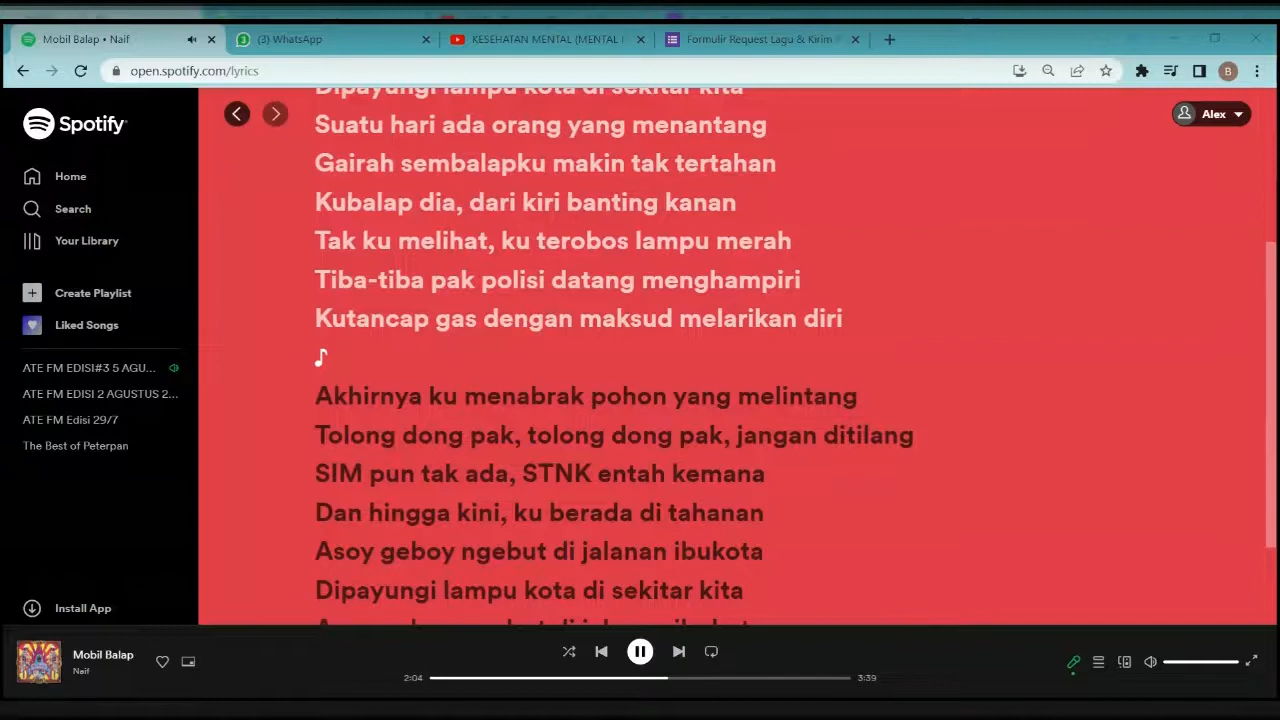 Mobil Balap • Naif
(3) WhatsApp
KESEHATAN MENTAL (MENTAL
Formulir Request Lagu & Kirim
open.spotify.com/lyrics
B
Spotify
Alex
Home
Search
Your Library
Create Playlist
Liked Songs
ATE FM EDISI#3 5 AGU...
ATE FM EDISI 2 AGUSTUS 2...
ATE FM Edisi 29/7
The Best of Peterpan
Install App
Dipayungi lampu kota di sekitar kita
Suatu hari ada orang yang menantang
Gairah sembalapku makin tak tertahan
Kubalap dia, dari kiri banting kanan
Tak ku melihat, ku terobos lampu merah
Tiba-tiba pak polisi datang menghampiri
Kutancap gas dengan maksud melarikan diri
♪
Akhirnya ku menabrak pohon yang melintang
Tolong dong pak, tolong dong pak, jangan ditilang
SIM pun tak ada, STNK entah kemana
Dan hingga kini, ku berada di tahanan
Asoy geboy ngebut di jalanan ibukota
Dipayungi lampu kota di sekitar kita
Mobil Balap
Naif
2:04
3:39